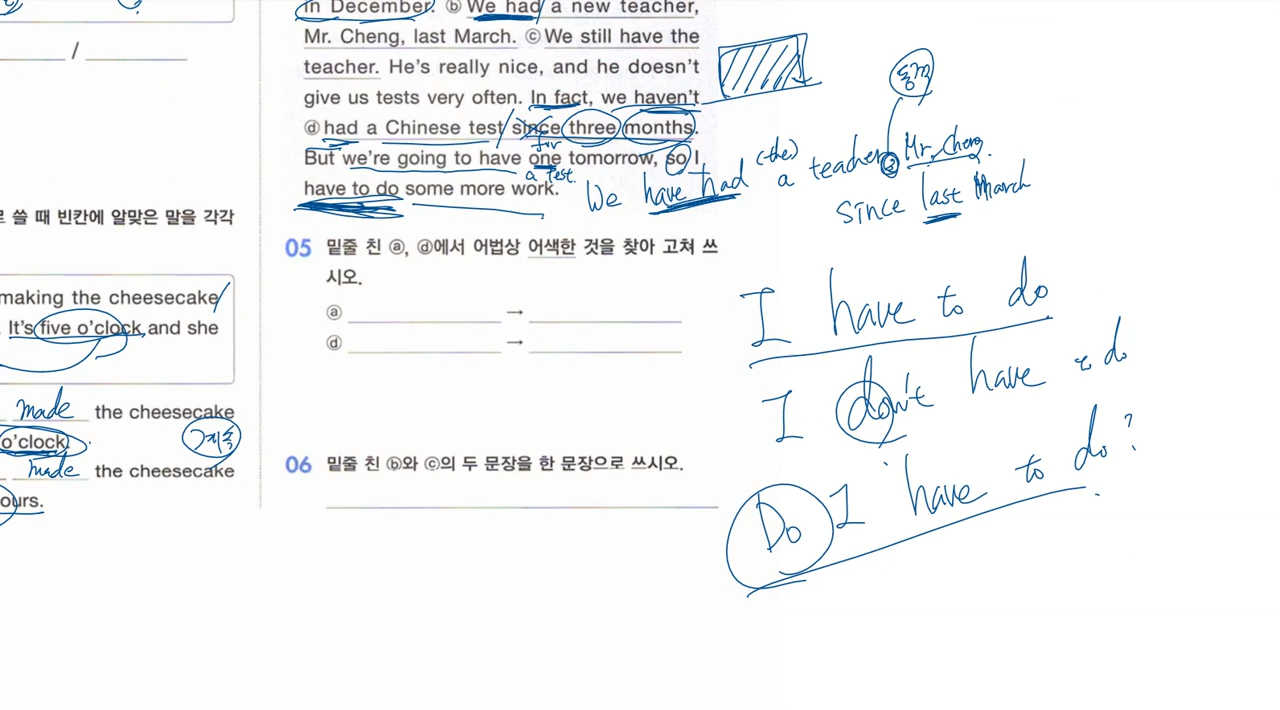 /
in December. ⓑ We had a new teacher,
Mr. Cheng, last March. ⓒ We still have the
teacher. He's really nice, and he doesn't
give us tests very often. In fact, we haven't
ⓓ had a Chinese test since three months.
for
But we're going to have one tomorrow, so I
a test.
have to do some more work.
동격
We have had (the) a teacher, Mr. Cheng.
since last March
로 쓸 때 빈칸에 알맞은 말을 각각
making the cheesecake
It's five o'clock, and she
made the cheesecake
o'clock.
계속
made the cheesecake
ours.
05 밑줄 친 ⓐ, ⓓ에서 어법상 어색한 것을 찾아 고쳐 쓰
시오.
ⓐ →
ⓓ →
06 밑줄 친 ⓑ와 ⓒ의 두 문장을 한 문장으로 쓰시오.
I have to do
I don't have to do
Do I have to do?